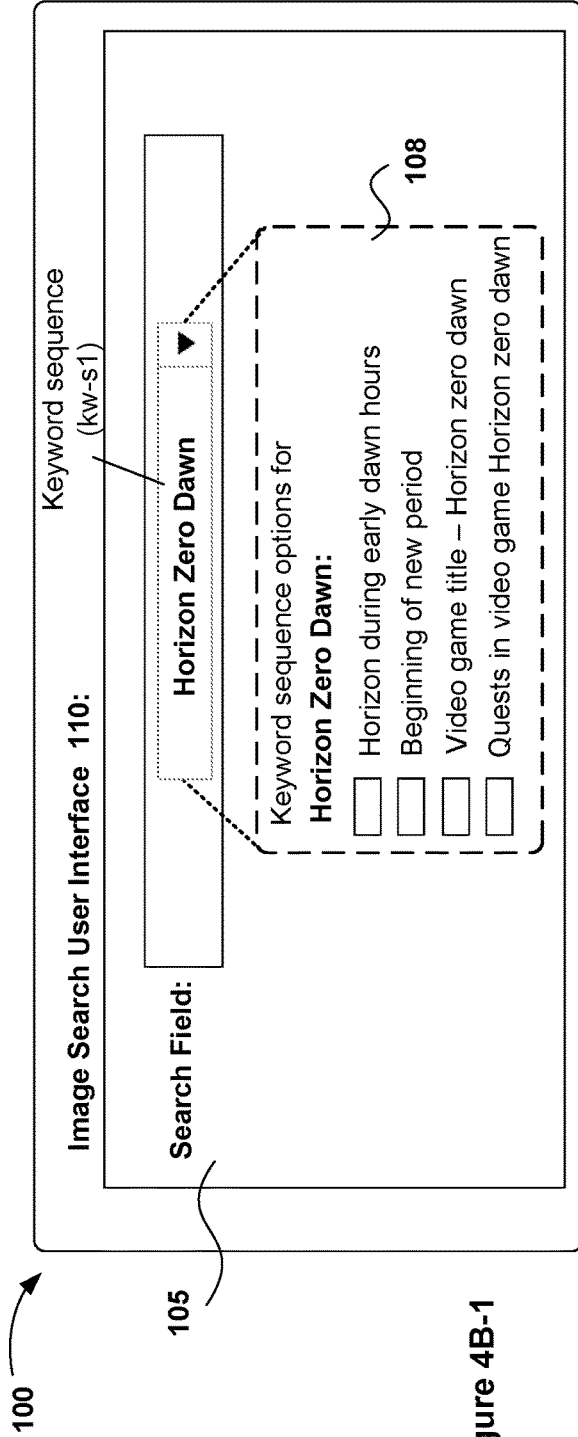 100
Image Search User Interface 110:
Keyword sequence
(kw-s1)
Search Field:
Horizon Zero Dawn
105
Keyword sequence options for
Horizon Zero Dawn:
Horizon during early dawn hours
Beginning of new period
Video game title – Horizon zero dawn
Quests in video game Horizon zero dawn
108
gure 4B-1